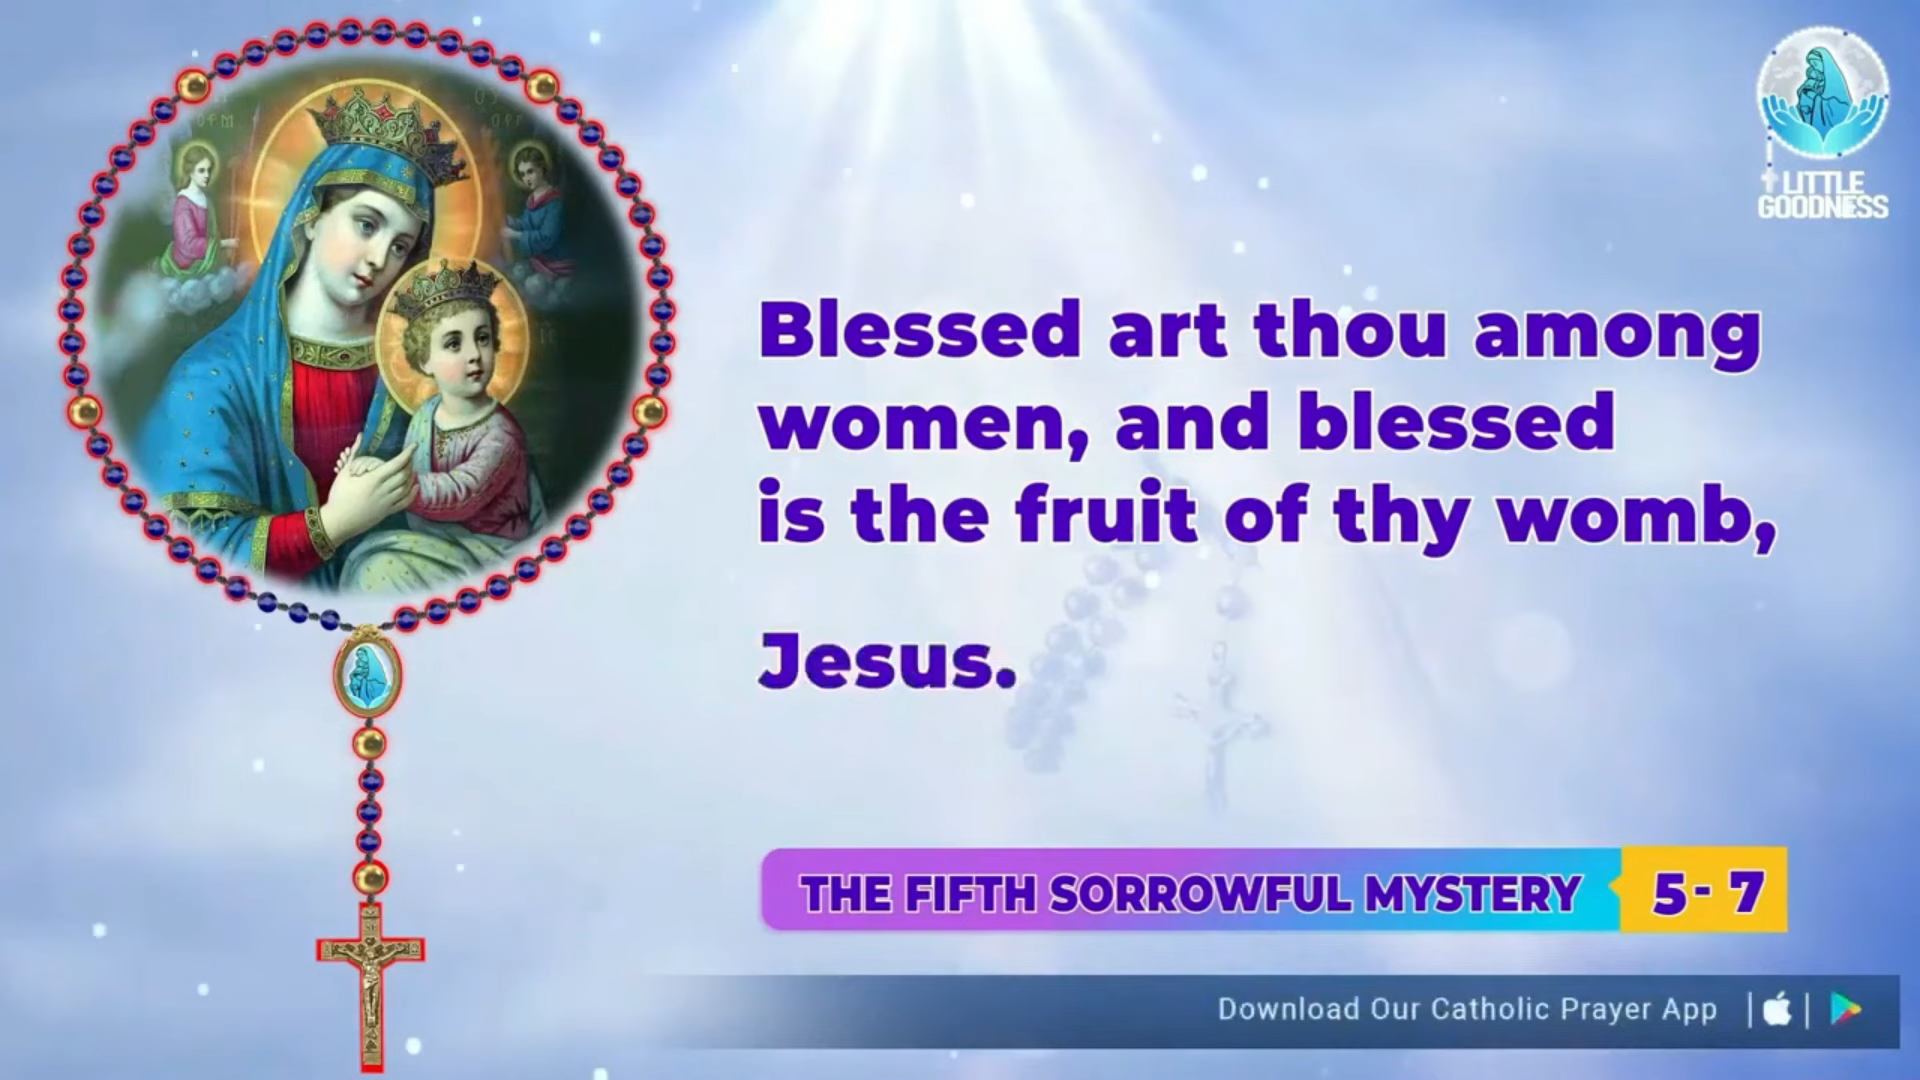 LITTLE
GOODNESS
Blessed art thou among
women, and blessed
is the fruit of thy womb,
Jesus.
THE FIFTH SORROWFUL MYSTERY
5- 7
Download Our Catholic Prayer App